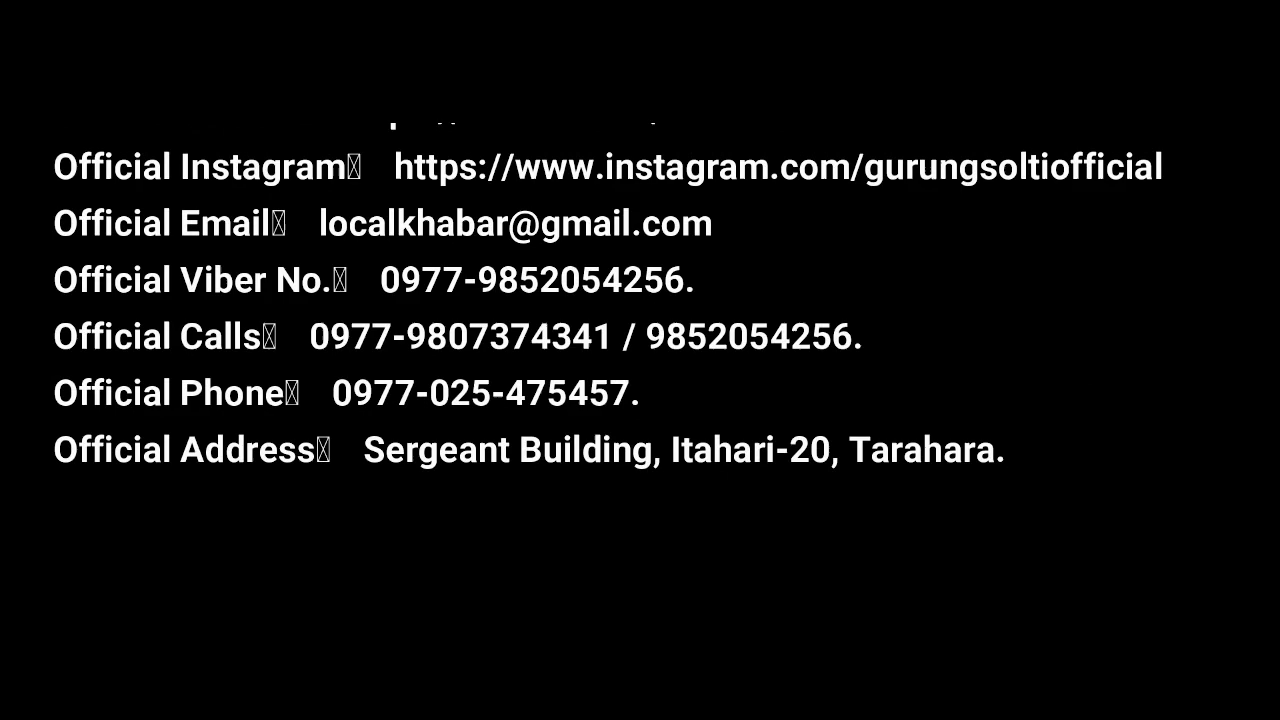 Official Instagram https://www.instagram.com/gurungsoltiofficial
Official Email localkhabar@gmail.com
Official Viber No. 0977-9852054256.
Official Calls 0977-9807374341 / 9852054256.
Official Phone 0977-025-475457.
Official Address Sergeant Building, Itahari-20, Tarahara.